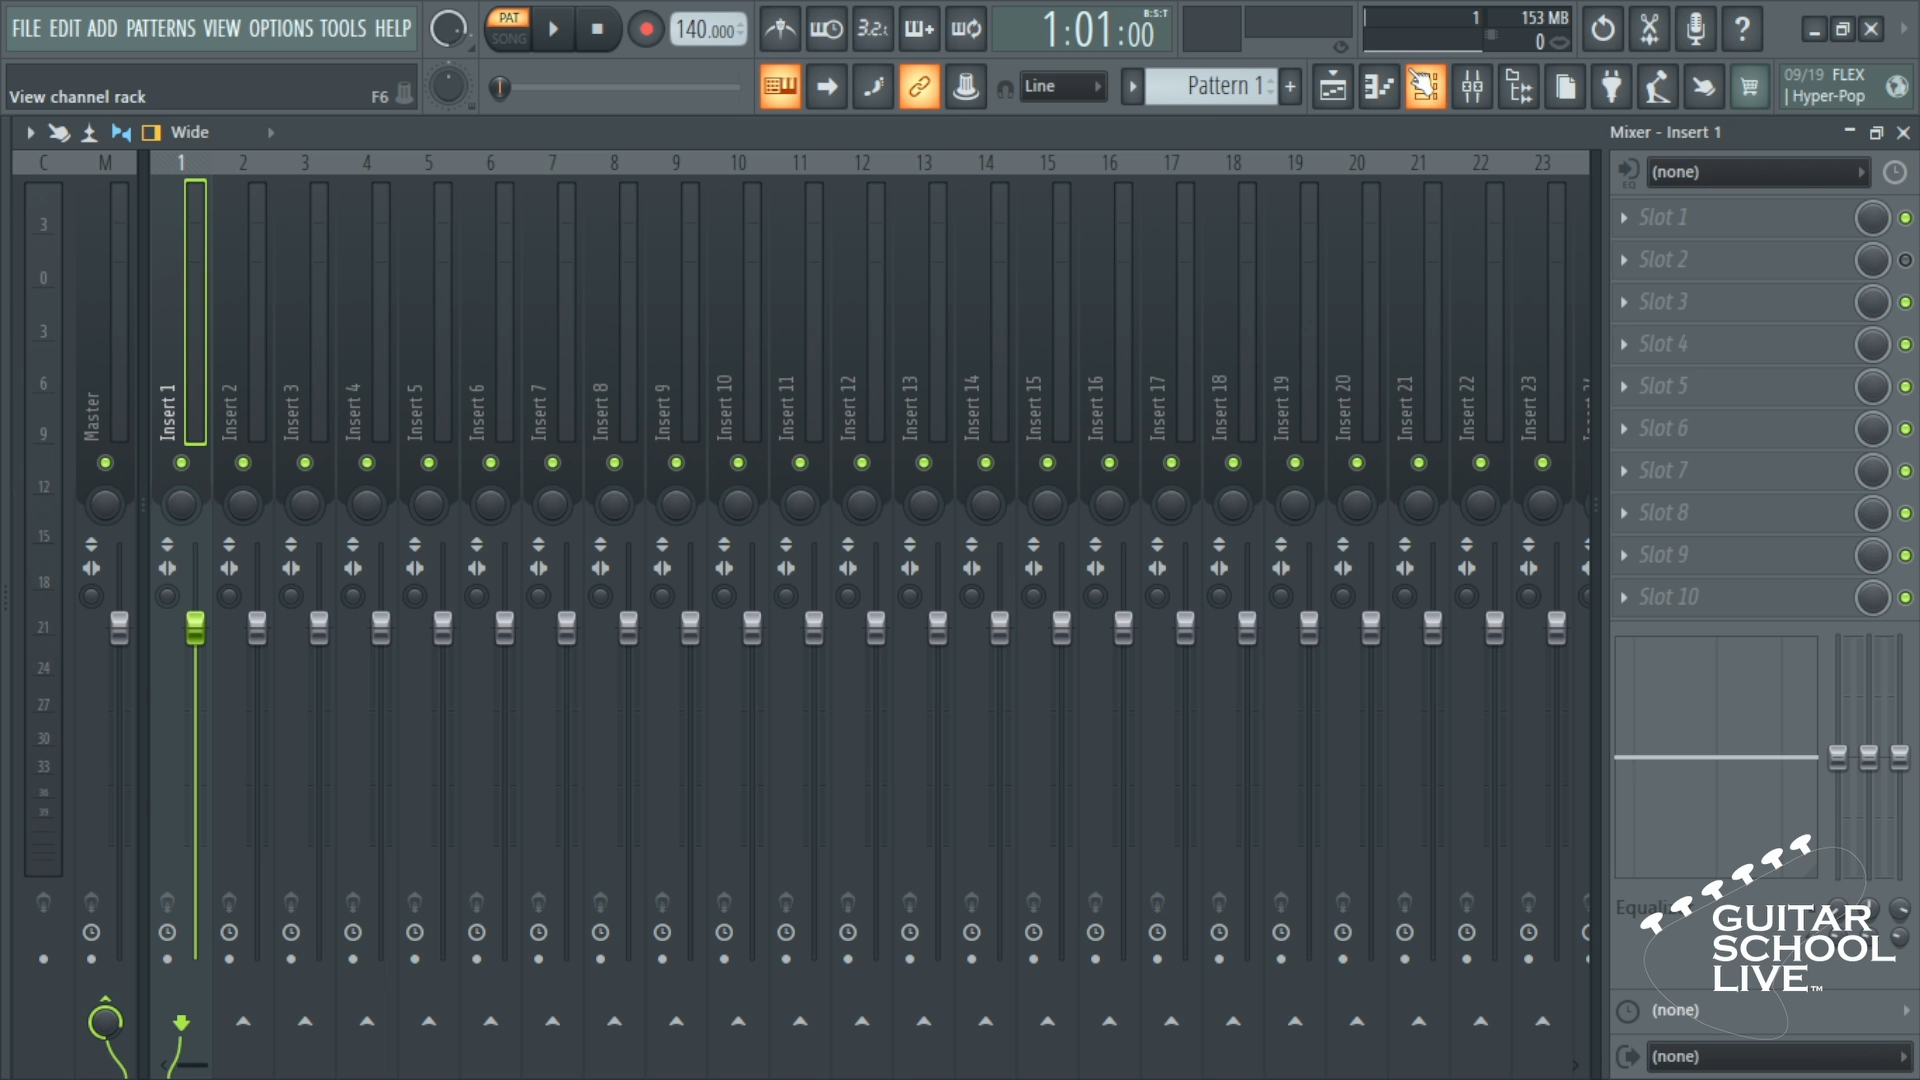 FILE EDIT ADD PATTERNS VIEW OPTIONS TOOLS HELP
PAT
SONG
140.000
3.2.
1:01:00
B:S:T
1
153 MB
0
View channel rack
F6
Line
Pattern 1
09/19 FLEX
| Hyper-Pop
Wide
Mixer - Insert 1
C M 1 2 3 4 5 6 7 8 9 10 11 12 13 14 15 16 17 18 19 20 21 22 23
3
0
3
6
9
12
15
18
21
24
27
30
33
36
39
Master
Insert 1
Insert 2
Insert 3
Insert 4
Insert 5
Insert 6
Insert 7
Insert 8
Insert 9
Insert 10
Insert 11
Insert 12
Insert 13
Insert 14
Insert 15
Insert 16
Insert 17
Insert 18
Insert 19
Insert 20
Insert 21
Insert 22
Insert 23
EQ
(none)
Slot 1
Slot 2
Slot 3
Slot 4
Slot 5
Slot 6
Slot 7
Slot 8
Slot 9
Slot 10
GUITAR
SCHOOL
LIVE™
(none)
(none)